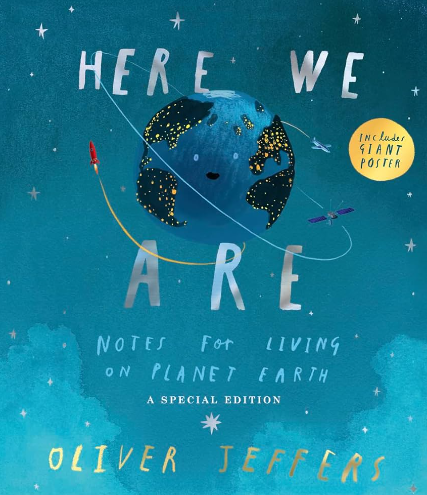 HERE WE
Includes
GIANT
POSTER
ARE
NOTES For LIVING
ON PLANET EARTH
A SPECIAL EDITION
OLIVER JEFFERS